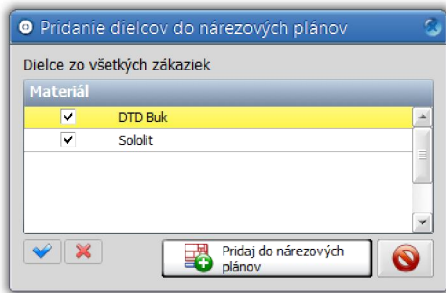 Pridanie dielcov do nárezových plánov
Dielce zo všetkých zákaziek
Materiál
DTD Buk
Sololit
Pridaj do nárezových
plánov